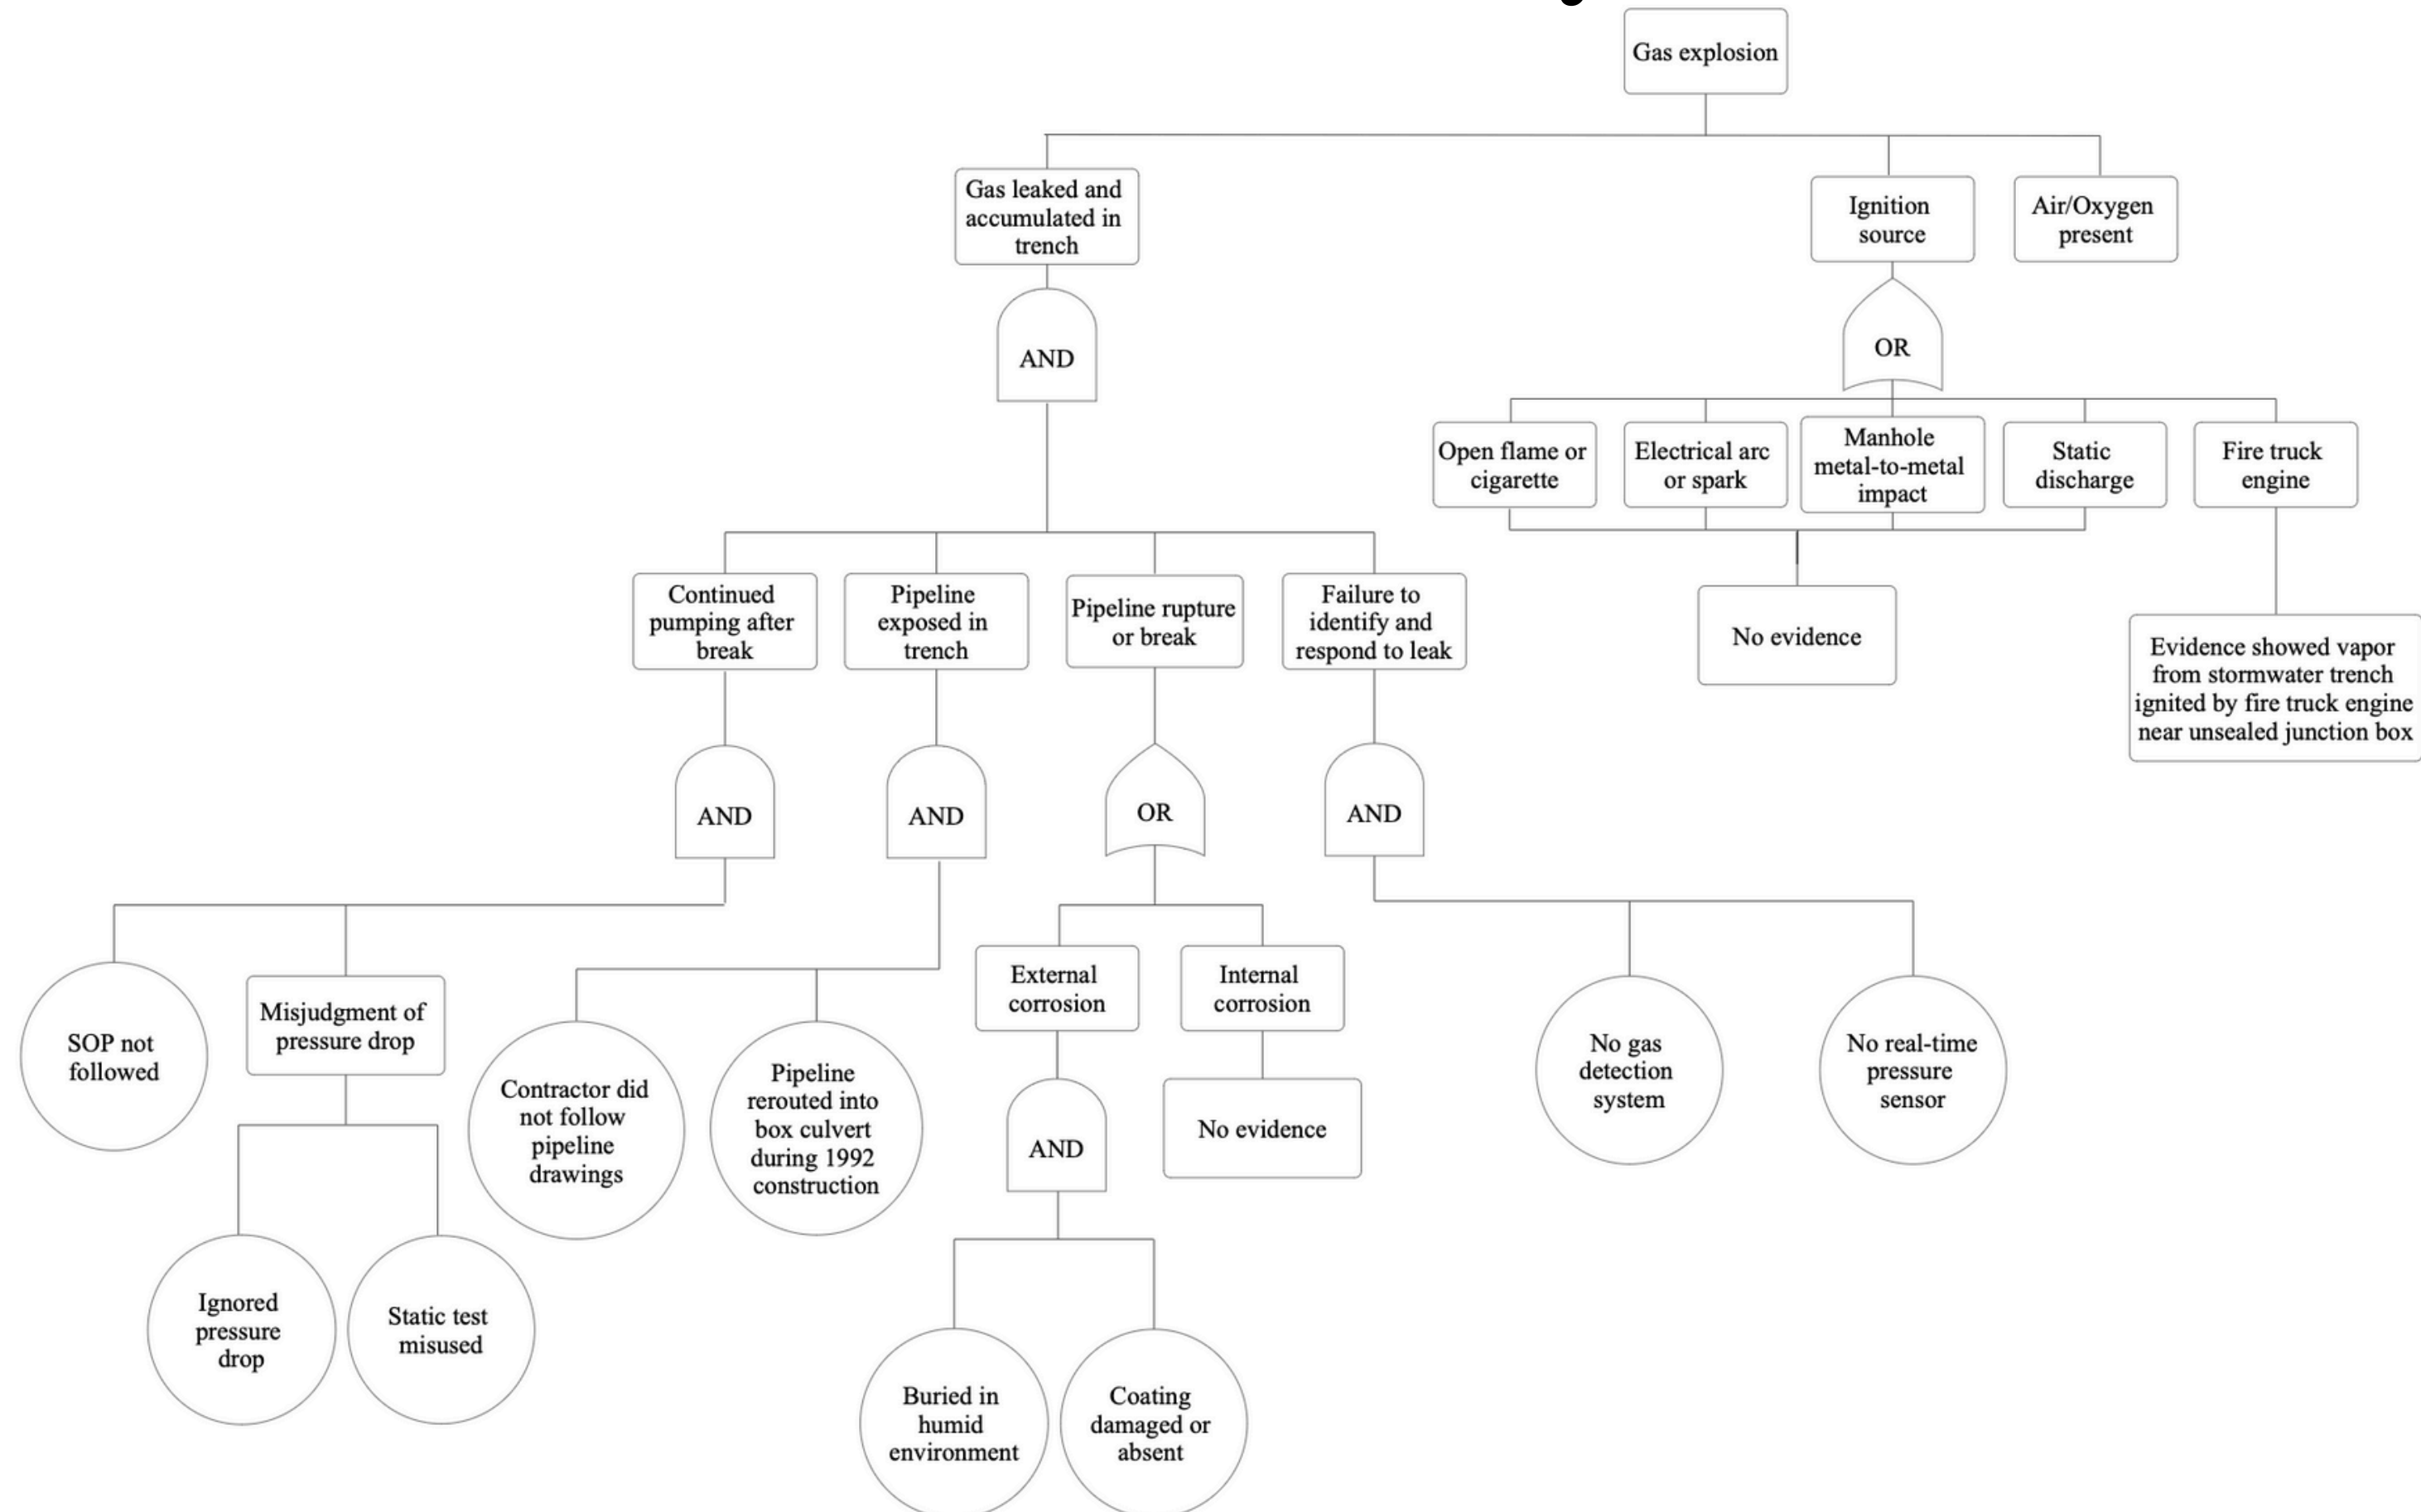 Gas explosion
Gas leaked and
accumulated in
trench
Ignition
source
Air/Oxygen
present
AND
OR
Open flame or
cigarette
Electrical arc
or spark
Manhole
metal-to-metal
impact
Static
discharge
Fire truck
engine
Continued
pumping after
break
Pipeline
exposed in
trench
Pipeline rupture
or break
Failure to
identify and
respond to leak
No evidence
Evidence showed vapor
from stormwater trench
ignited by fire truck engine
near unsealed junction box
AND
AND
OR
AND
SOP not
followed
Misjudgment of
pressure drop
Contractor did
not follow
pipeline
drawings
Pipeline
rerouted into
box culvert
during 1992
construction
External
corrosion
Internal
corrosion
No gas
detection
system
No real-time
pressure
sensor
AND
No evidence
Ignored
pressure
drop
Static test
misused
Buried in
humid
environment
Coating
damaged or
absent